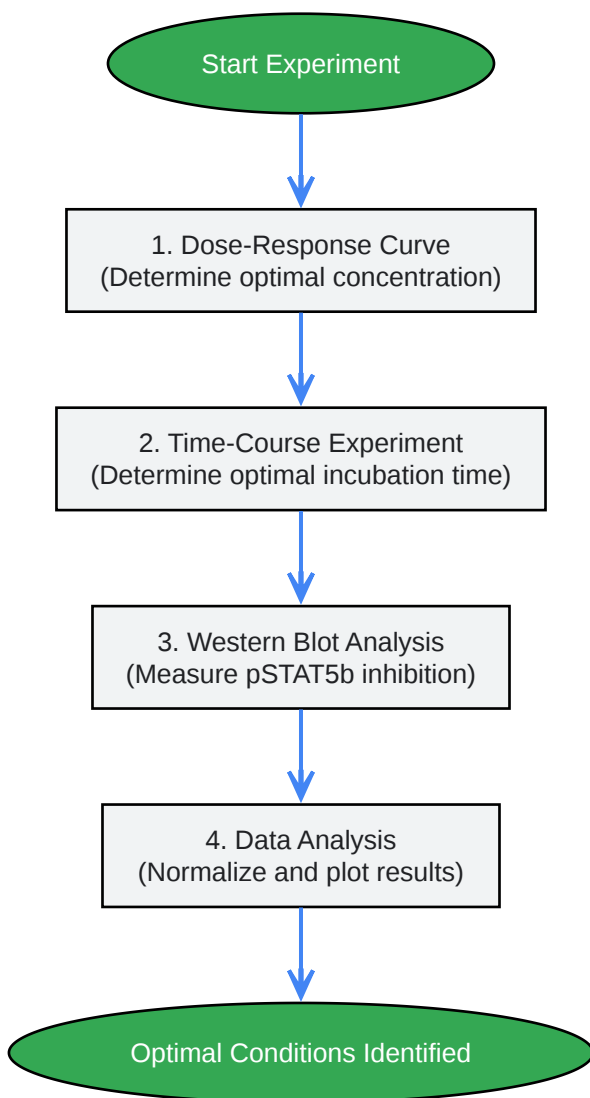 Start Experiment
1. Dose-Response Curve
(Determine optimal concentration)
2. Time-Course Experiment
(Determine optimal incubation time)
3. Western Blot Analysis
(Measure pSTAT5b inhibition)
4. Data Analysis
(Normalize and plot results)
Optimal Conditions Identified